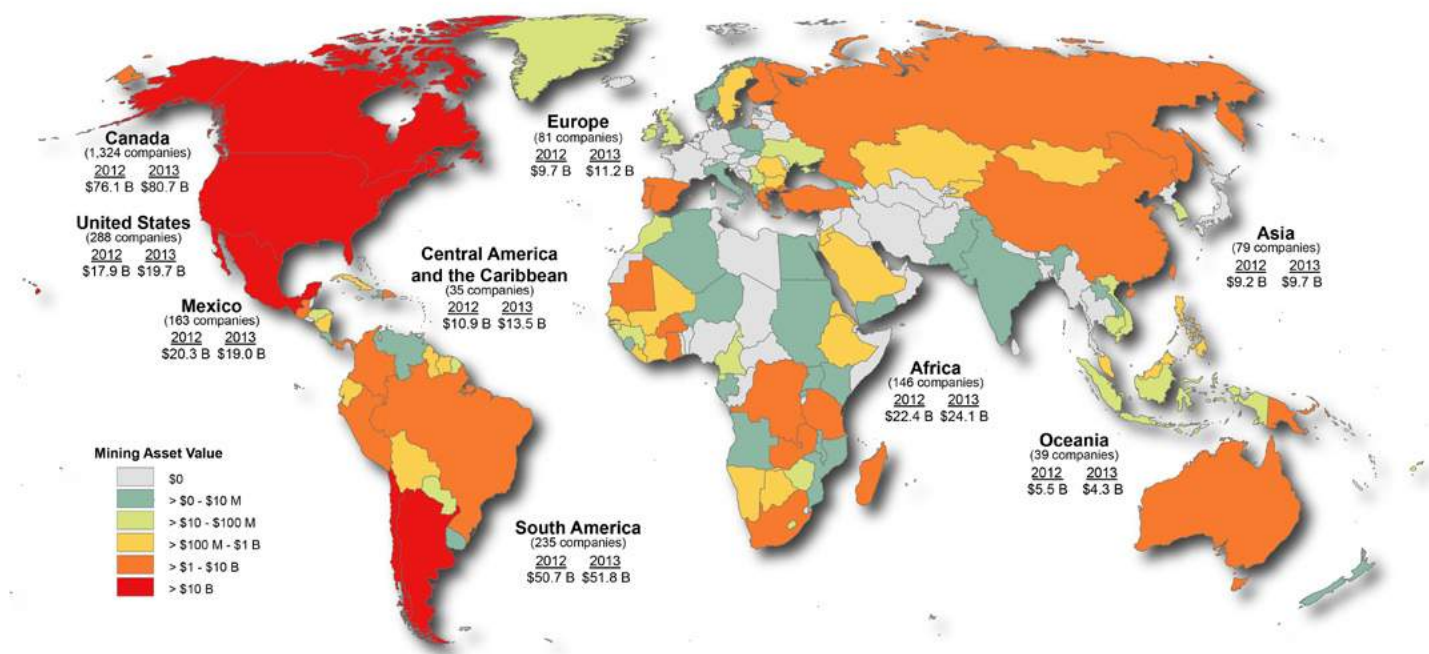 Canada
(1,324 companies)
2012 2013
$76.1 B $80.7 B
United States
(288 companies)
2012 2013
$17.9 B $19.7 B
Mexico
(163 companies)
2012 2013
$20.3 B $19.0 B
Europe
(81 companies)
2012 2013
$9.7 B $11.2 B
Central America
and the Caribbean
(35 companies)
2012 2013
$10.9 B $13.5 B
Asia
(79 companies)
2012 2013
$9.2 B $9.7 B
Africa
(146 companies)
2012 2013
$22.4 B $24.1 B
Oceania
(39 companies)
2012 2013
$5.5 B $4.3 B
South America
(235 companies)
2012 2013
$50.7 B $51.8 B
Mining Asset Value
$0
> $0 - $10 M
> $10 - $100 M
> $100 M - $1 B
> $1 - $10 B
> $10 B